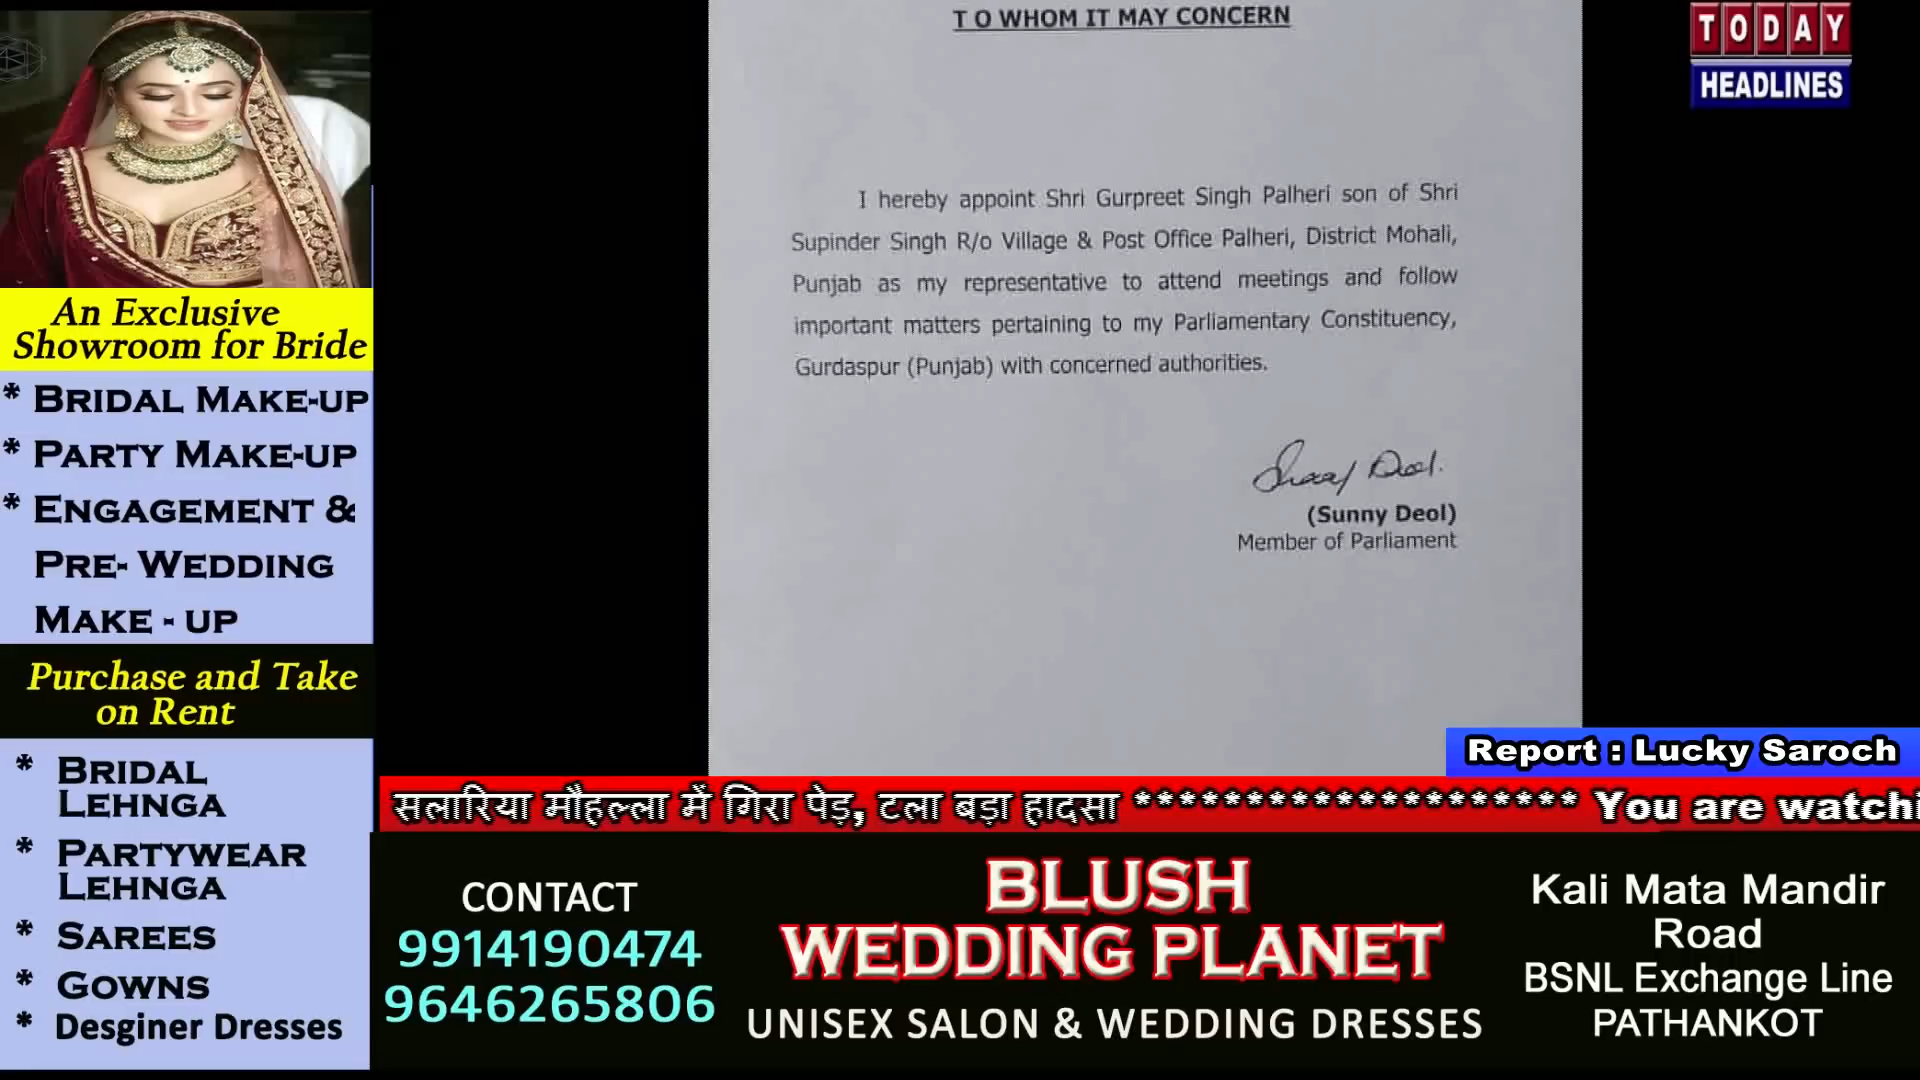 TO WHOM IT MAY CONCERN
I hereby appoint Shri Gurpreet Singh Palheri son of Shri
Supinder Singh R/o Village & Post Office Palheri, District Mohali,
Punjab as my representative to attend meetings and follow
important matters pertaining to my Parliamentary Constituency,
Gurdaspur (Punjab) with concerned authorities.
Sunny Deol.
(Sunny Deol)
Member of Parliament
TODAY
HEADLINES
An Exclusive
Showroom for Bride
* BRIDAL MAKE-UP
* PARTY MAKE-UP
* ENGAGEMENT &
PRE- WEDDING
MAKE - UP
Purchase and Take
on Rent
* BRIDAL
LEHNGA
* PARTYWEAR
LEHNGA
* SAREES
* GOWNS
* Desginer Dresses
Report : Lucky Saroch
सलारिया मौहल्ला में गिरा पेड़, टला बड़ा हादसा ******************** You are watchi
CONTACT
9914190474
9646265806
BLUSH
WEDDING PLANET
UNISEX SALON & WEDDING DRESSES
Kali Mata Mandir
Road
BSNL Exchange Line
PATHANKOT